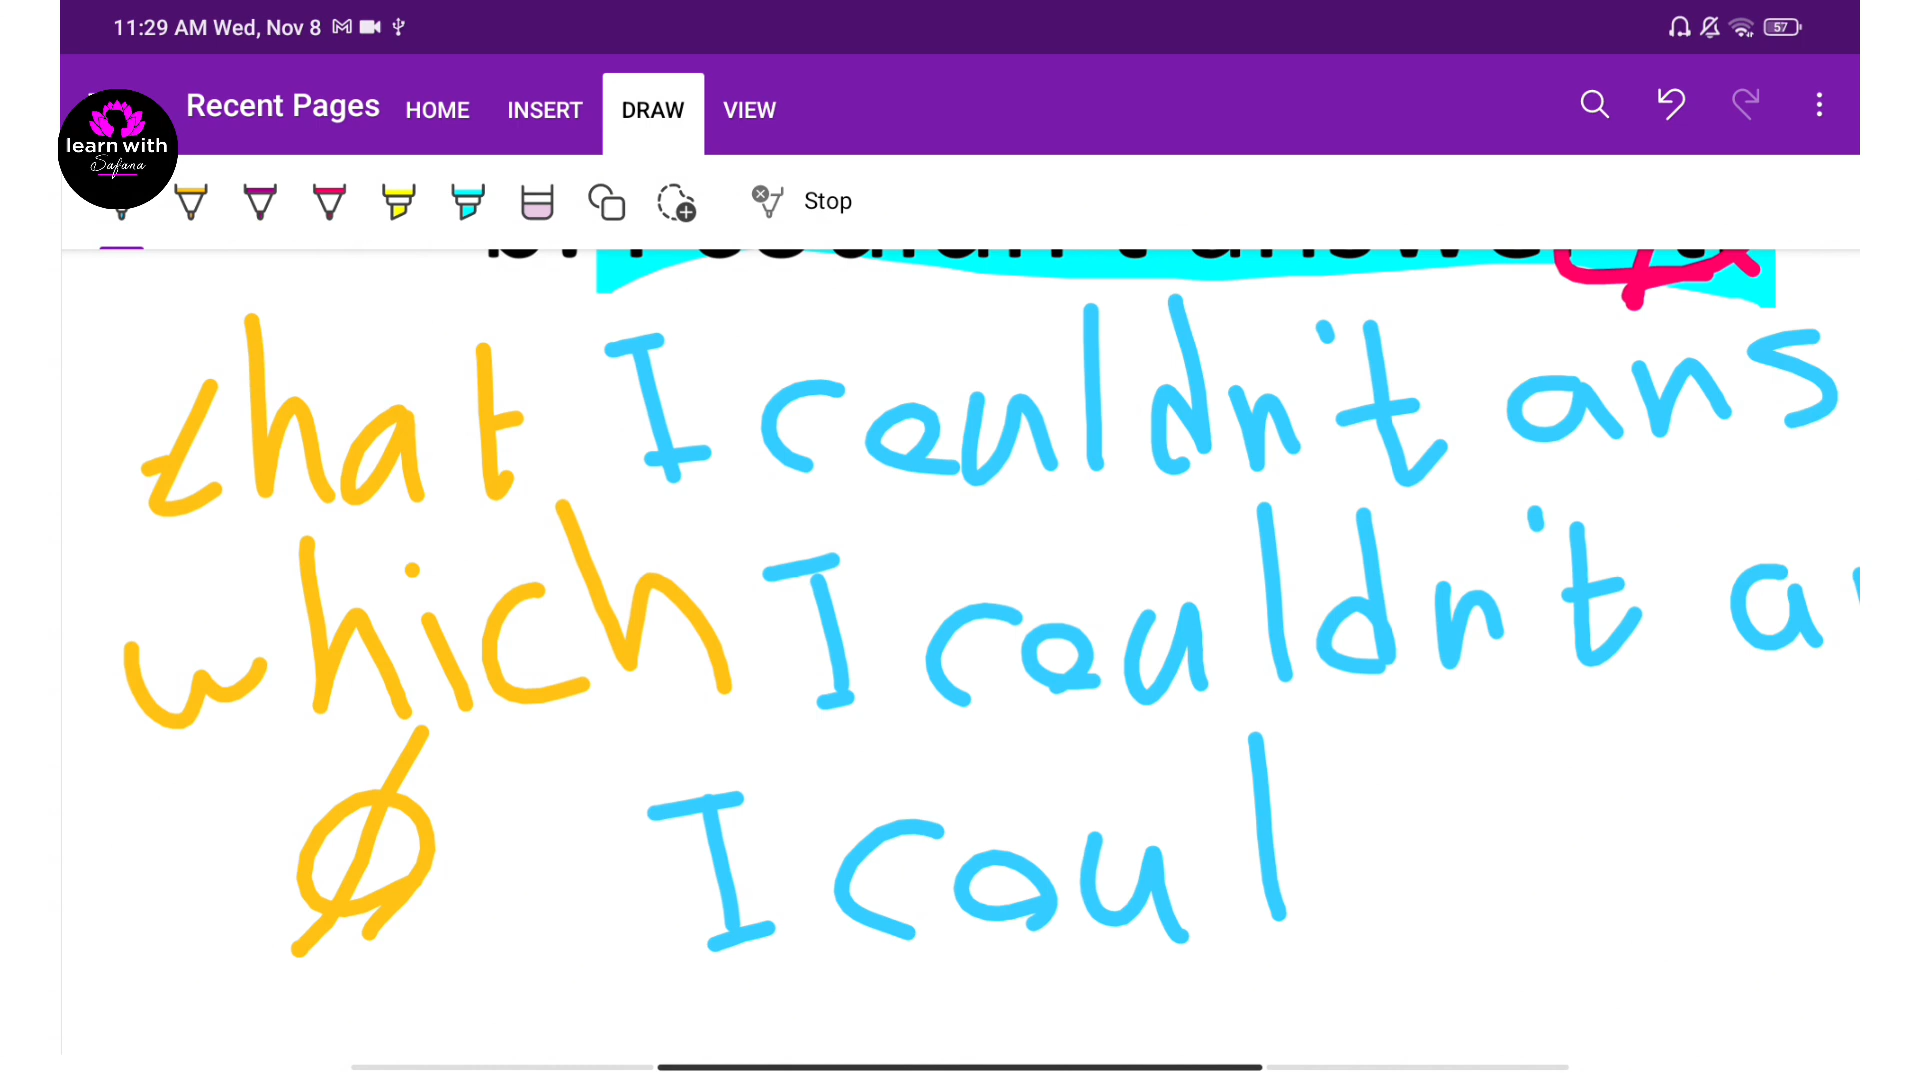 11:29 AM Wed, Nov 8
57
Recent Pages HOME INSERT DRAW VIEW
learn with
Safana
Stop
that I couldn't ans
which I couldn't a
Ø I coul